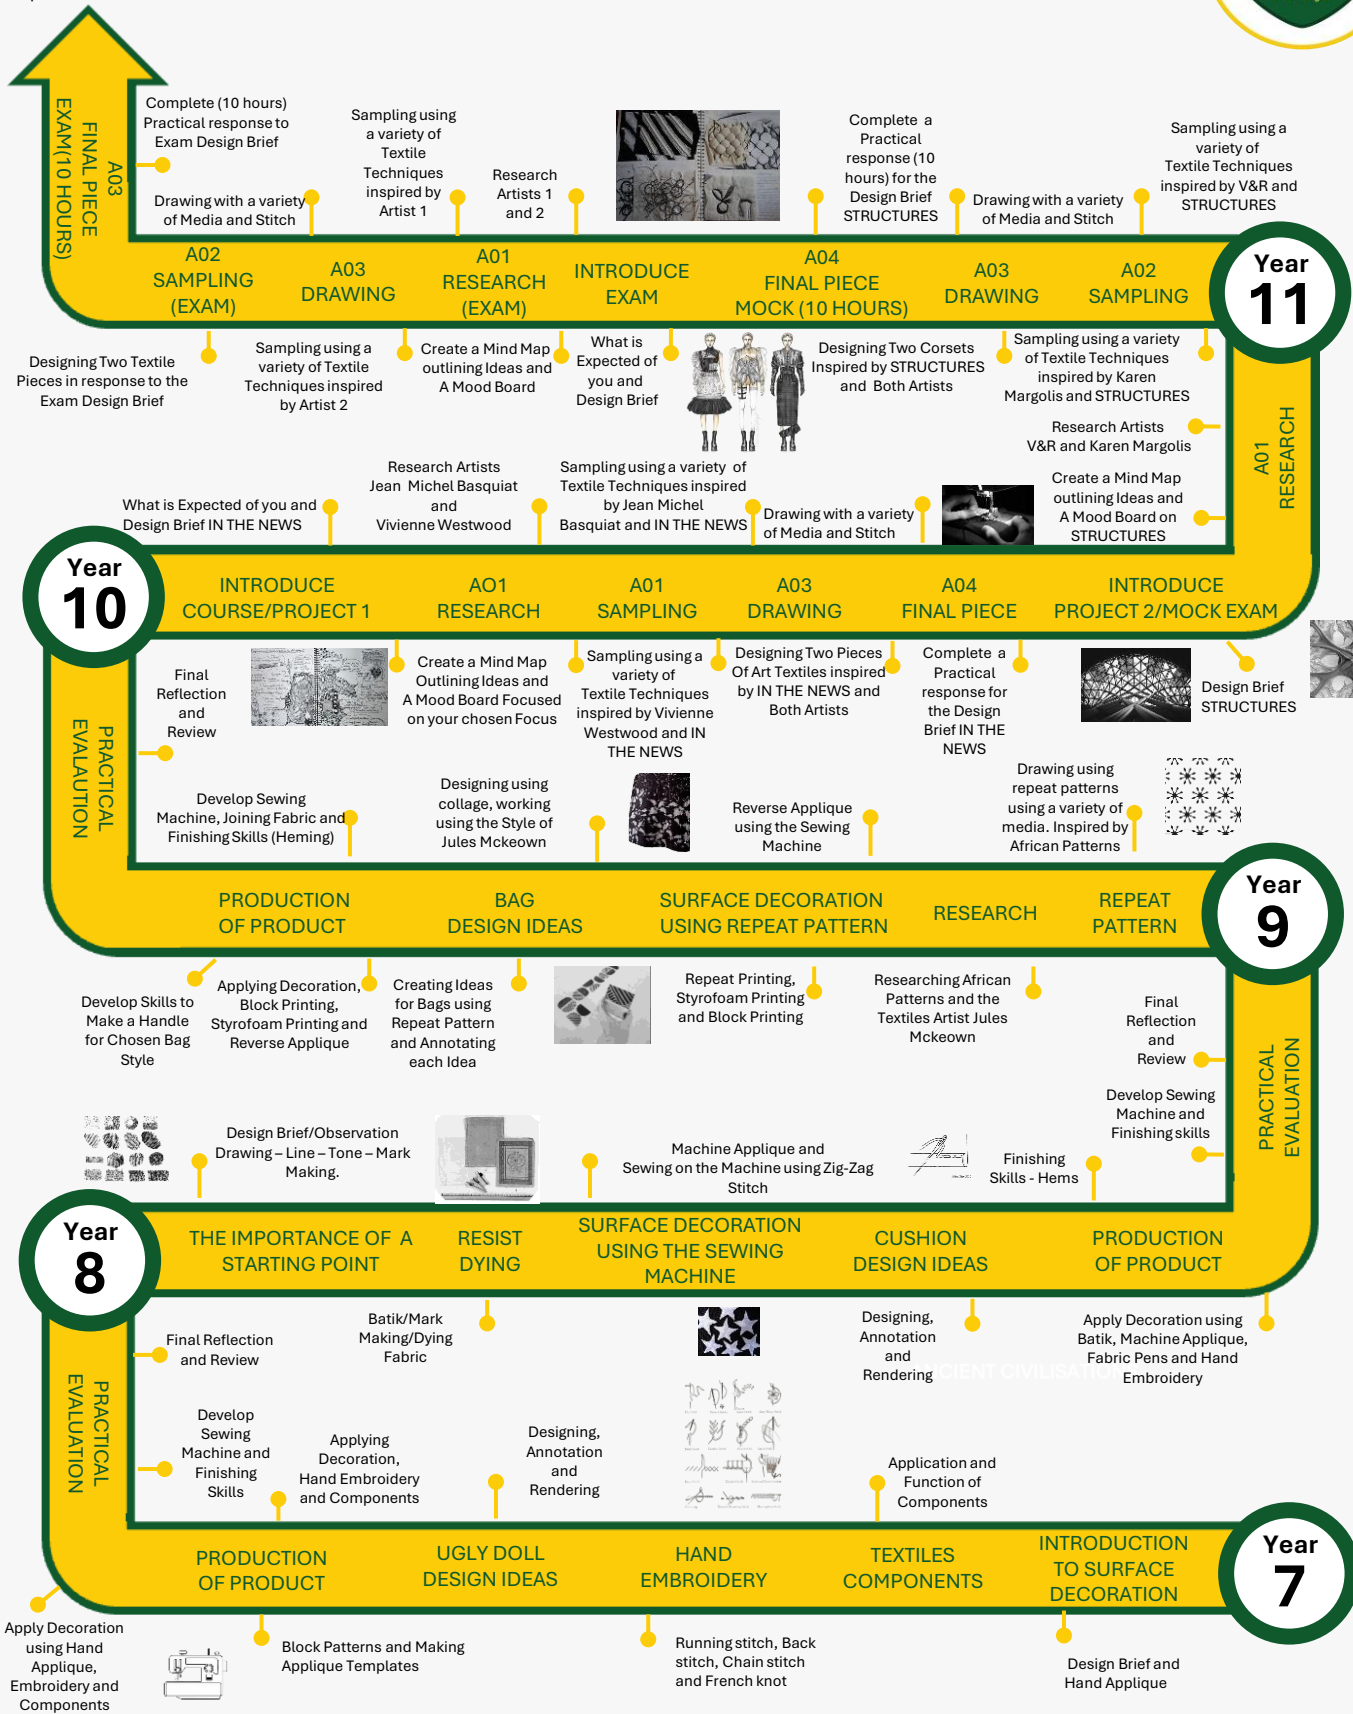 Complete (10 hours)
Practical response to
Exam Design Brief
Drawing with a variety
of Media and Stitch
Sampling using
a variety of
Textile
Techniques
inspired by
Artist 1
Research
Artists 1
and 2
Complete a
Practical
response (10
hours) for the
Design Brief
STRUCTURES
Drawing with a variety
of Media and Stitch
Sampling using a
variety of
Textile Techniques
inspired by V&R and
STRUCTURES
A03
FINAL PIECE
EXAM(10 HOURS)
A02
SAMPLING
(EXAM)
A03
DRAWING
A01
RESEARCH
(EXAM)
INTRODUCE
EXAM
A04
FINAL PIECE
MOCK (10 HOURS)
A03
DRAWING
A02
SAMPLING
Year
11
Designing Two Textile
Pieces in response to the
Exam Design Brief
Sampling using a
variety of Textile
Techniques inspired
by Artist 2
Create a Mind Map
outlining Ideas and
A Mood Board
What is
Expected of
you and
Design Brief
Designing Two Corsets
Inspired by STRUCTURES
and Both Artists
Sampling using a variety
of Textile Techniques
inspired by Karen
Margolis and STRUCTURES
Research Artists
V&R and Karen Margolis
Create a Mind Map
outlining Ideas and
A Mood Board on
STRUCTURES
A01
RESEARCH
What is Expected of you and
Design Brief IN THE NEWS
Research Artists
Jean Michel Basquiat
and
Vivienne Westwood
Sampling using a variety of
Textile Techniques inspired
by Jean Michel
Basquiat and IN THE NEWS
Drawing with a variety
of Media and Stitch
Year
10
INTRODUCE
COURSE/PROJECT 1
AO1
RESEARCH
A01
SAMPLING
A03
DRAWING
A04
FINAL PIECE
INTRODUCE
PROJECT 2/MOCK EXAM
Final
Reflection
and
Review
Create a Mind Map
Outlining Ideas and
A Mood Board Focused
on your chosen Focus
Sampling using a
variety of
Textile Techniques
inspired by Vivienne
Westwood and IN
THE NEWS
Designing Two Pieces
Of Art Textiles inspired
by IN THE NEWS and
Both Artists
Complete a
Practical
response for
the Design
Brief IN THE
NEWS
Design Brief
STRUCTURES
PRACTICAL
EVALAUTION
Develop Sewing
Machine, Joining Fabric and
Finishing Skills (Heming)
Designing using
collage, working
using the Style of
Jules Mckeown
Reverse Applique
using the Sewing
Machine
Drawing using
repeat patterns
using a variety of
media. Inspired by
African Patterns
PRODUCTION
OF PRODUCT
BAG
DESIGN IDEAS
SURFACE DECORATION
USING REPEAT PATTERN
RESEARCH
REPEAT
PATTERN
Year
9
Develop Skills to
Make a Handle
for Chosen Bag
Style
Applying Decoration,
Block Printing,
Styrofoam Printing and
Reverse Applique
Creating Ideas
for Bags using
Repeat Pattern
and Annotating
each Idea
Repeat Printing,
Styrofoam Printing
and Block Printing
Researching African
Patterns and the
Textiles Artist Jules
Mckeown
Final
Reflection
and
Review
Develop Sewing
Machine and
Finishing skills
PRACTICAL
EVALUATION
Design Brief/Observation
Drawing – Line – Tone – Mark
Making.
Machine Applique and
Sewing on the Machine using Zig-Zag
Stitch
Finishing
Skills - Hems
Year
8
THE IMPORTANCE OF A
STARTING POINT
RESIST
DYING
SURFACE DECORATION
USING THE SEWING
MACHINE
CUSHION
DESIGN IDEAS
PRODUCTION
OF PRODUCT
Final Reflection
and Review
Batik/Mark
Making/Dying
Fabric
Designing,
Annotation
and
Rendering
Apply Decoration using
Batik, Machine Applique,
Fabric Pens and Hand
Embroidery
PRACTICAL
EVALUATION
Develop
Sewing
Machine and
Finishing
Skills
Applying
Decoration,
Hand Embroidery
and Components
Designing,
Annotation
and
Rendering
Application and
Function of
Components
PRODUCTION
OF PRODUCT
UGLY DOLL
DESIGN IDEAS
HAND
EMBROIDERY
TEXTILES
COMPONENTS
INTRODUCTION
TO SURFACE
DECORATION
Year
7
Apply Decoration
using Hand
Applique,
Embroidery and
Components
Block Patterns and Making
Applique Templates
Running stitch, Back
stitch, Chain stitch
and French knot
Design Brief and
Hand Applique